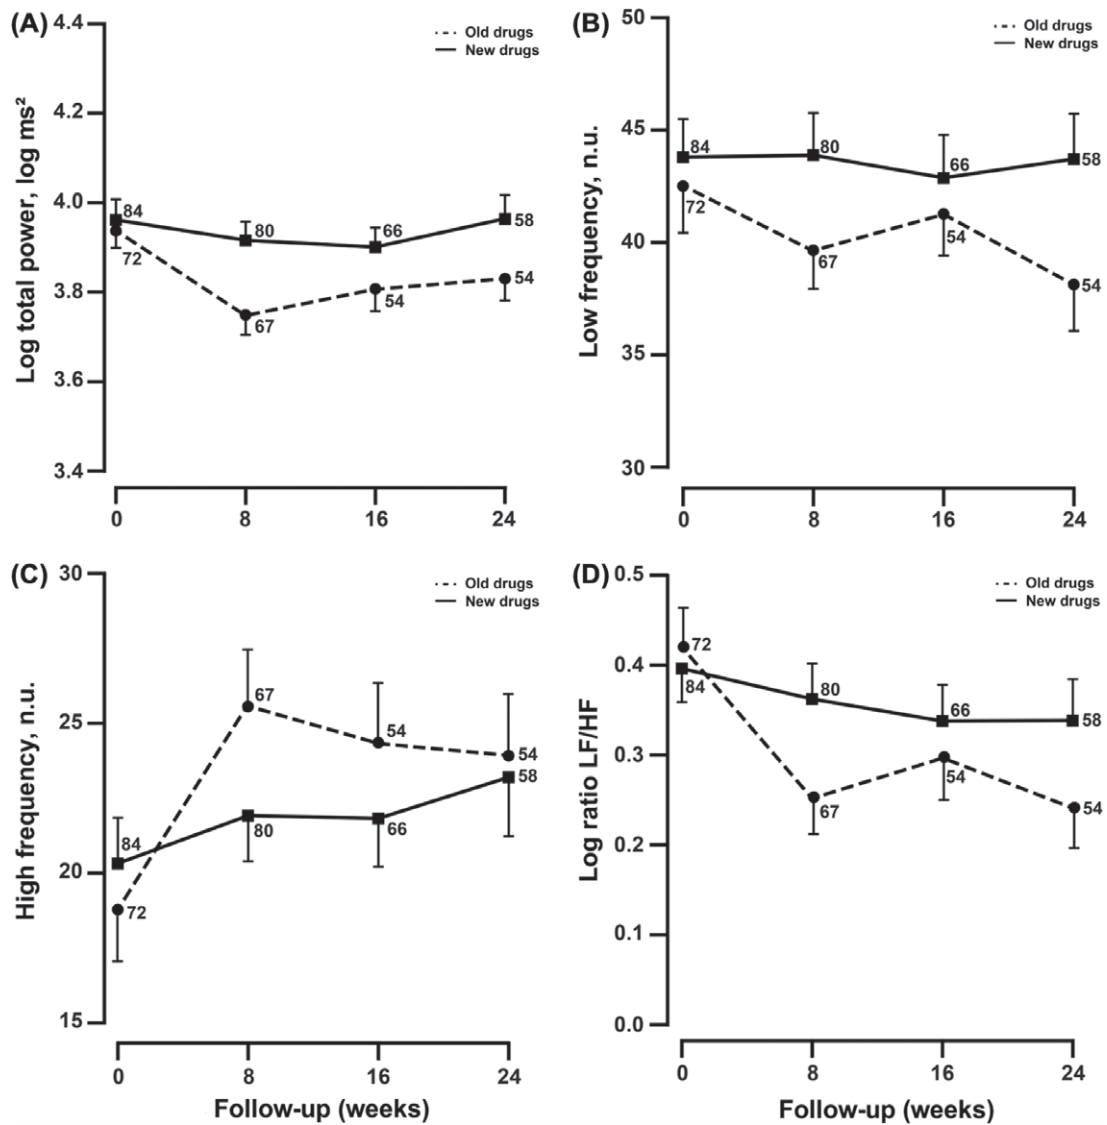 (A)
Old drugs
New drugs
Log total power, log ms²
4.4
4.2
4.0
3.8
3.6
3.4
84
80
66
58
72
67
54
54
0 8 16 24
(B)
Old drugs
New drugs
Low frequency, n.u.
50
45
40
35
30
84
80
66
58
72
67
54
54
0 8 16 24
(C)
Old drugs
New drugs
High frequency, n.u.
30
25
20
15
67
54
54
58
84
80
66
72
0 8 16 24
Follow-up (weeks)
(D)
Old drugs
New drugs
Log ratio LF/HF
0.5
0.4
0.3
0.2
0.1
0.0
72
84
80
66
58
67
54
54
0 8 16 24
Follow-up (weeks)